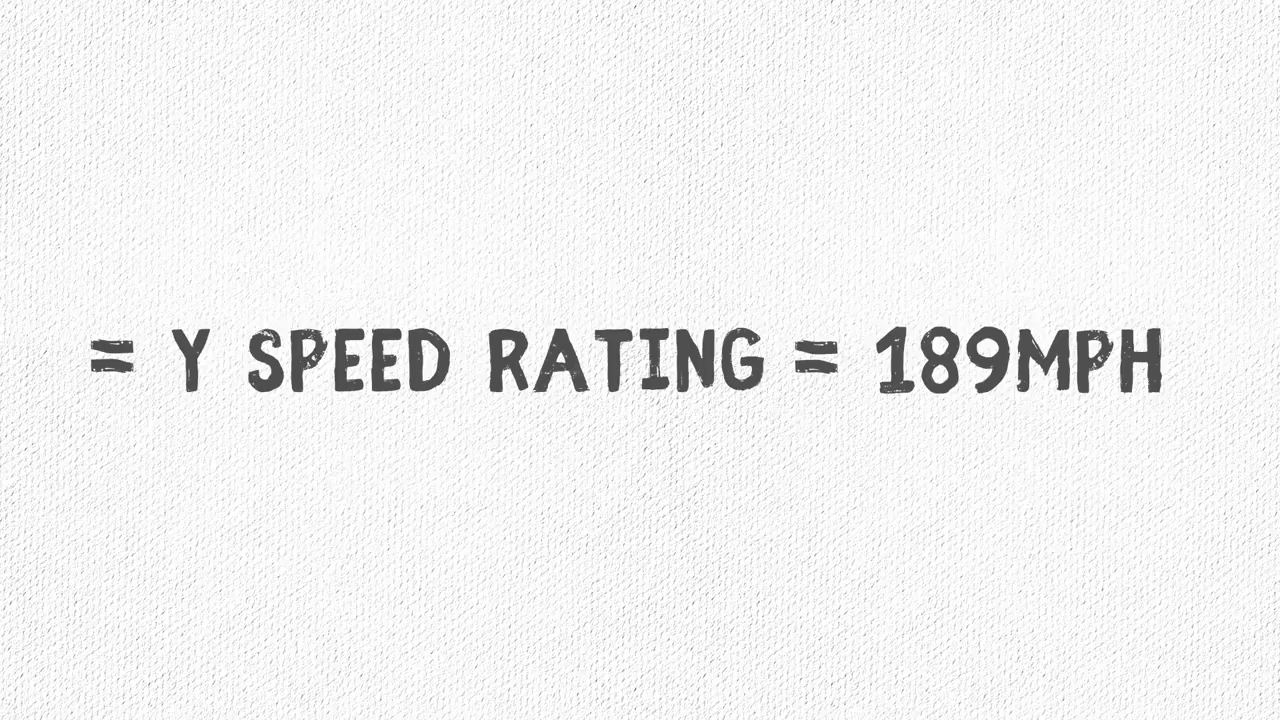 = Y SPEED RATING = 189MPH